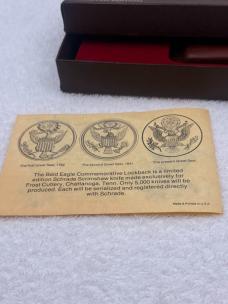 The first Great Seal, 1782
The Second Great Seal, 1841
The present Great Seal
The Bald Eagle Commemorative Lockback is a limited
edition Schrade Scrimshaw knife made exclusively for
Frost Cutlery, Chattanoga, Tenn. Only 5,000 knives will be
produced. Each will be serialized and registered directly
with Schrade.
Made & Printed in U.S.A.